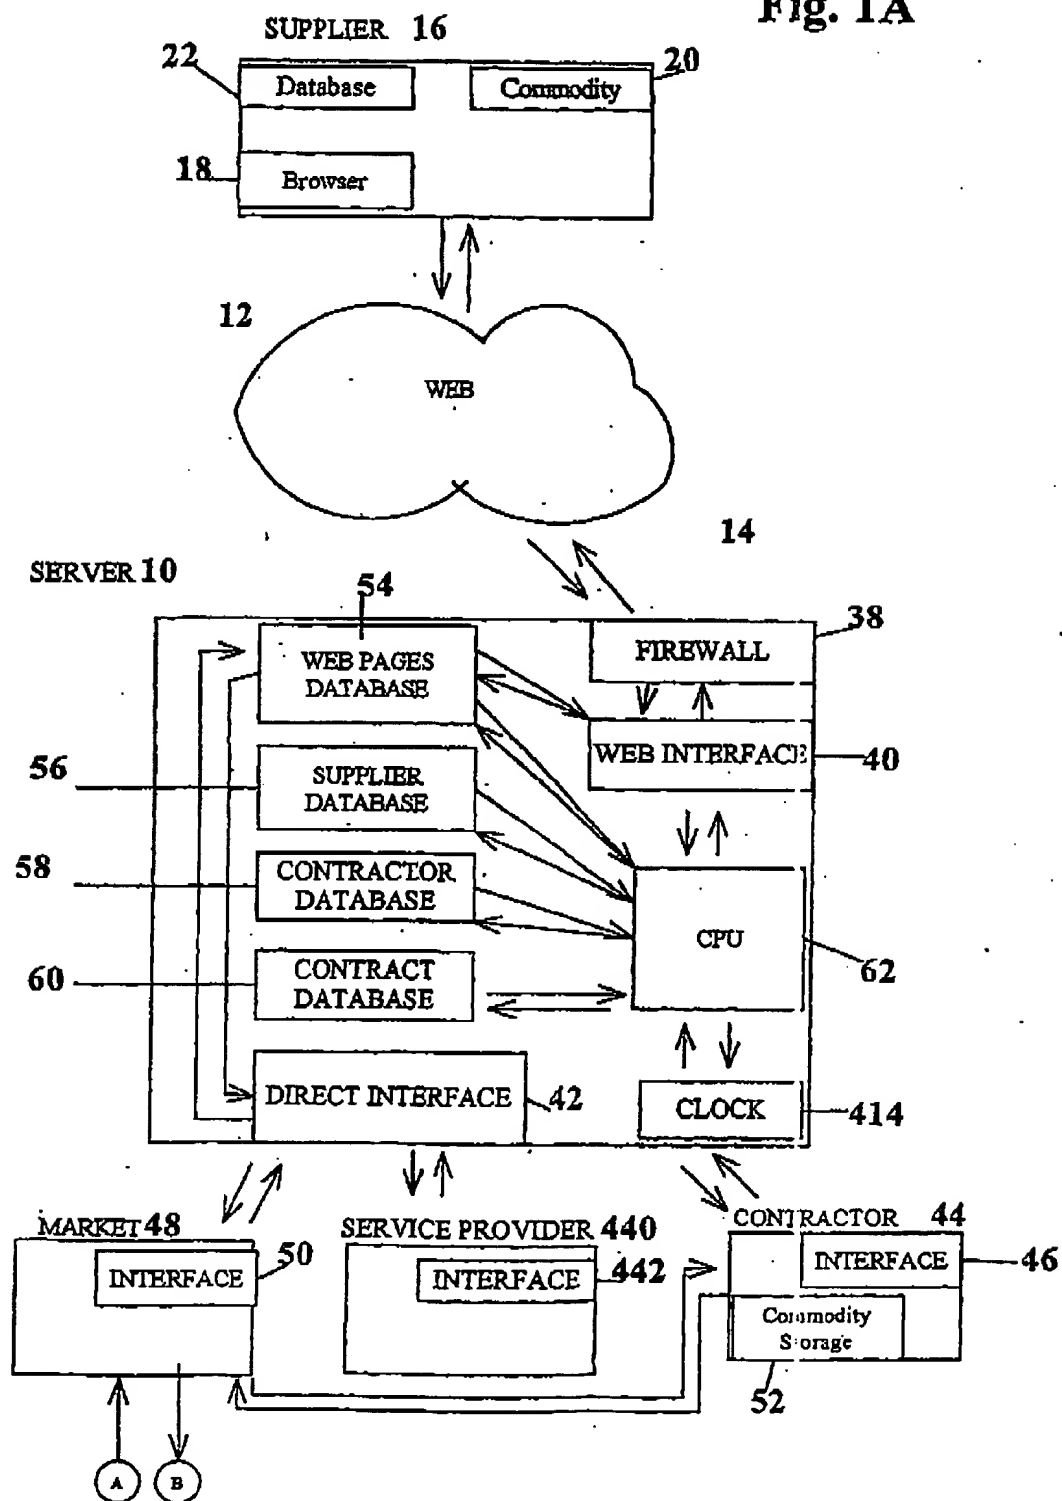 Fig. 1A
SUPPLIER 16
22
20
Database
Commodity
18
Browser
12
WEB
14
SERVER 10
54
38
WEB PAGES
DATABASE
FIREWALL
WEB INTERFACE
40
56
SUPPLIER
DATABASE
58
CONTRACTOR
DATABASE
CPU
62
60
CONTRACT
DATABASE
DIRECT INTERFACE
42
CLOCK
414
MARKET 48
SERVICE PROVIDER 440
CONTRACTOR 44
INTERFACE
50
INTERFACE
442
INTERFACE
46
Commodity
Storage
52
A
B